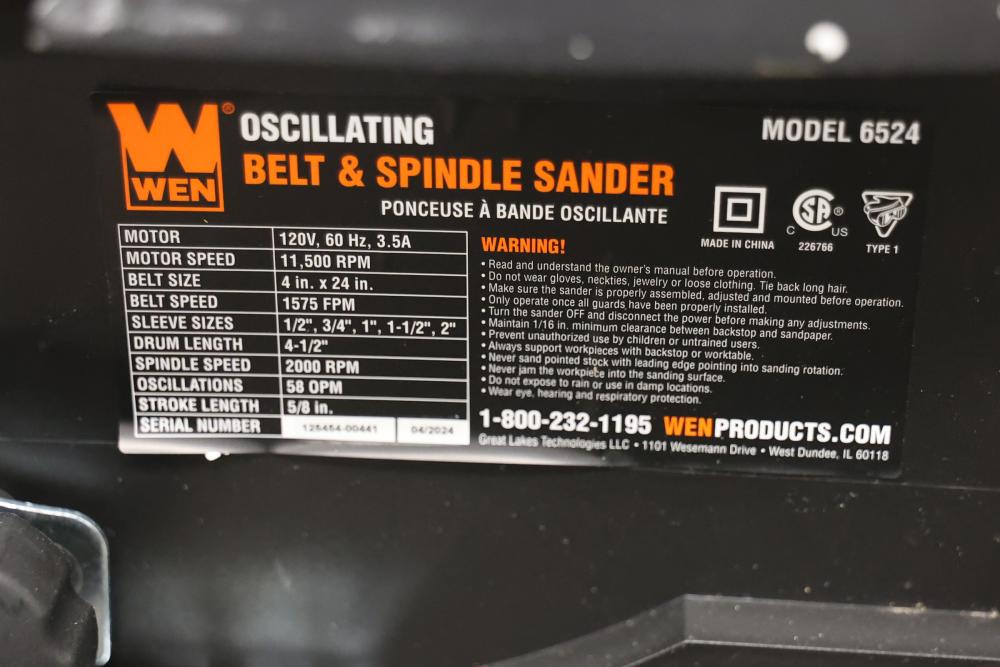 WEN®
OSCILLATING
BELT & SPINDLE SANDER
PONCEUSE À BANDE OSCILLANTE
MODEL 6524
MADE IN CHINA
C SA® US
226766
TYPE 1
MOTOR 120V, 60 Hz, 3.5A
MOTOR SPEED 11,500 RPM
BELT SIZE 4 in. x 24 in.
BELT SPEED 1575 FPM
SLEEVE SIZES 1/2", 3/4", 1", 1-1/2", 2"
DRUM LENGTH 4-1/2"
SPINDLE SPEED 2000 RPM
OSCILLATIONS 58 OPM
STROKE LENGTH 5/8 in.
SERIAL NUMBER 125454-00441 04/2024
WARNING!
• Read and understand the owner's manual before operation.
• Do not wear gloves, neckties, jewelry or loose clothing. Tie back long hair.
• Make sure the sander is properly assembled, adjusted and mounted before operation.
• Only operate once all guards have been properly installed.
• Turn the sander OFF and disconnect the power before making any adjustments.
• Maintain 1/16 in. minimum clearance between backstop and sandpaper.
• Prevent unauthorized use by children or untrained users.
• Always support workpieces with backstop or worktable.
• Never sand pointed stock with leading edge pointing into sanding rotation.
• Never jam the workpiece into the sanding surface.
• Do not expose to rain or use in damp locations.
• Wear eye, hearing and respiratory protection.
1-800-232-1195 WENPRODUCTS.COM
Great Lakes Technologies LLC • 1101 Wesemann Drive • West Dundee, IL 60118